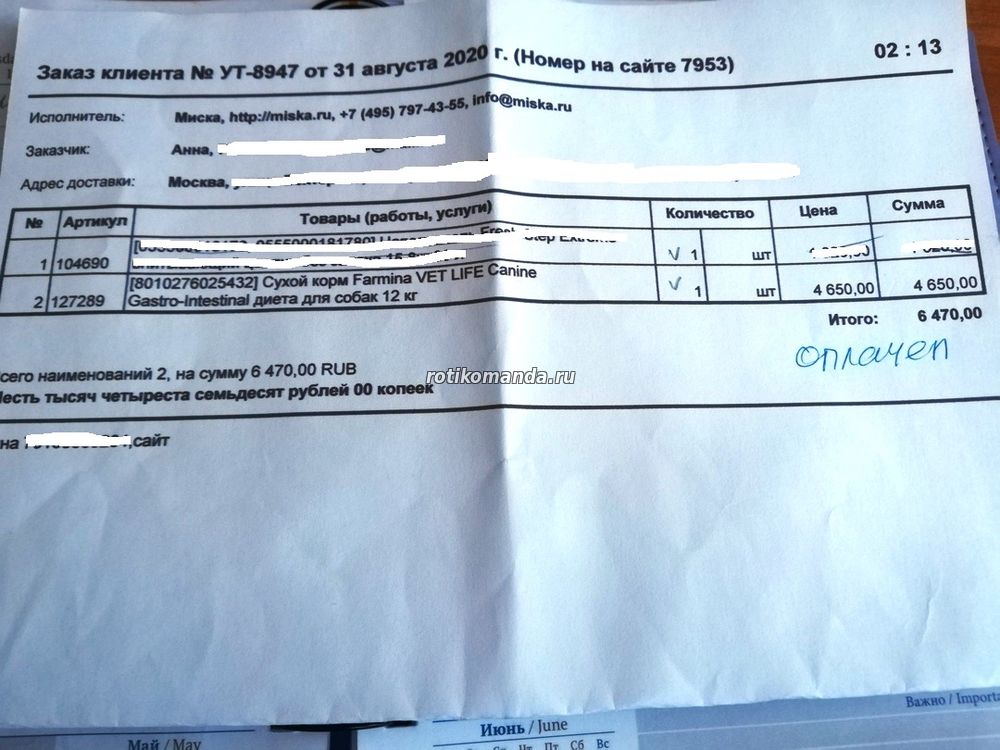 Заказ клиента № УТ-8947 от 31 августа 2020 г. (Номер на сайте 7953)
02 : 13
Исполнитель: Миска, http://miska.ru, +7 (495) 797-43-55, info@miska.ru
Заказчик: Анна,
Адрес доставки: Москва,
№ Артикул Товары (работы, услуги) Количество Цена Сумма
1 104690 Step Extreme 1 шт
[8010276025432] Сухой корм Farmina VET LIFE Canine
2 127289 Gastro-Intestinal диета для собак 12 кг 1 шт 4 650,00 4 650,00
Итого: 6 470,00
оплачен
сего наименований 2, на сумму 6 470,00 RUB
rotikomanda.ru
есть тысяч четыреста семьдесят рублей 00 копеек
на ,сайт
Важно / Importa
Июнь / June
Май / May
Чт Пт Сб Вс